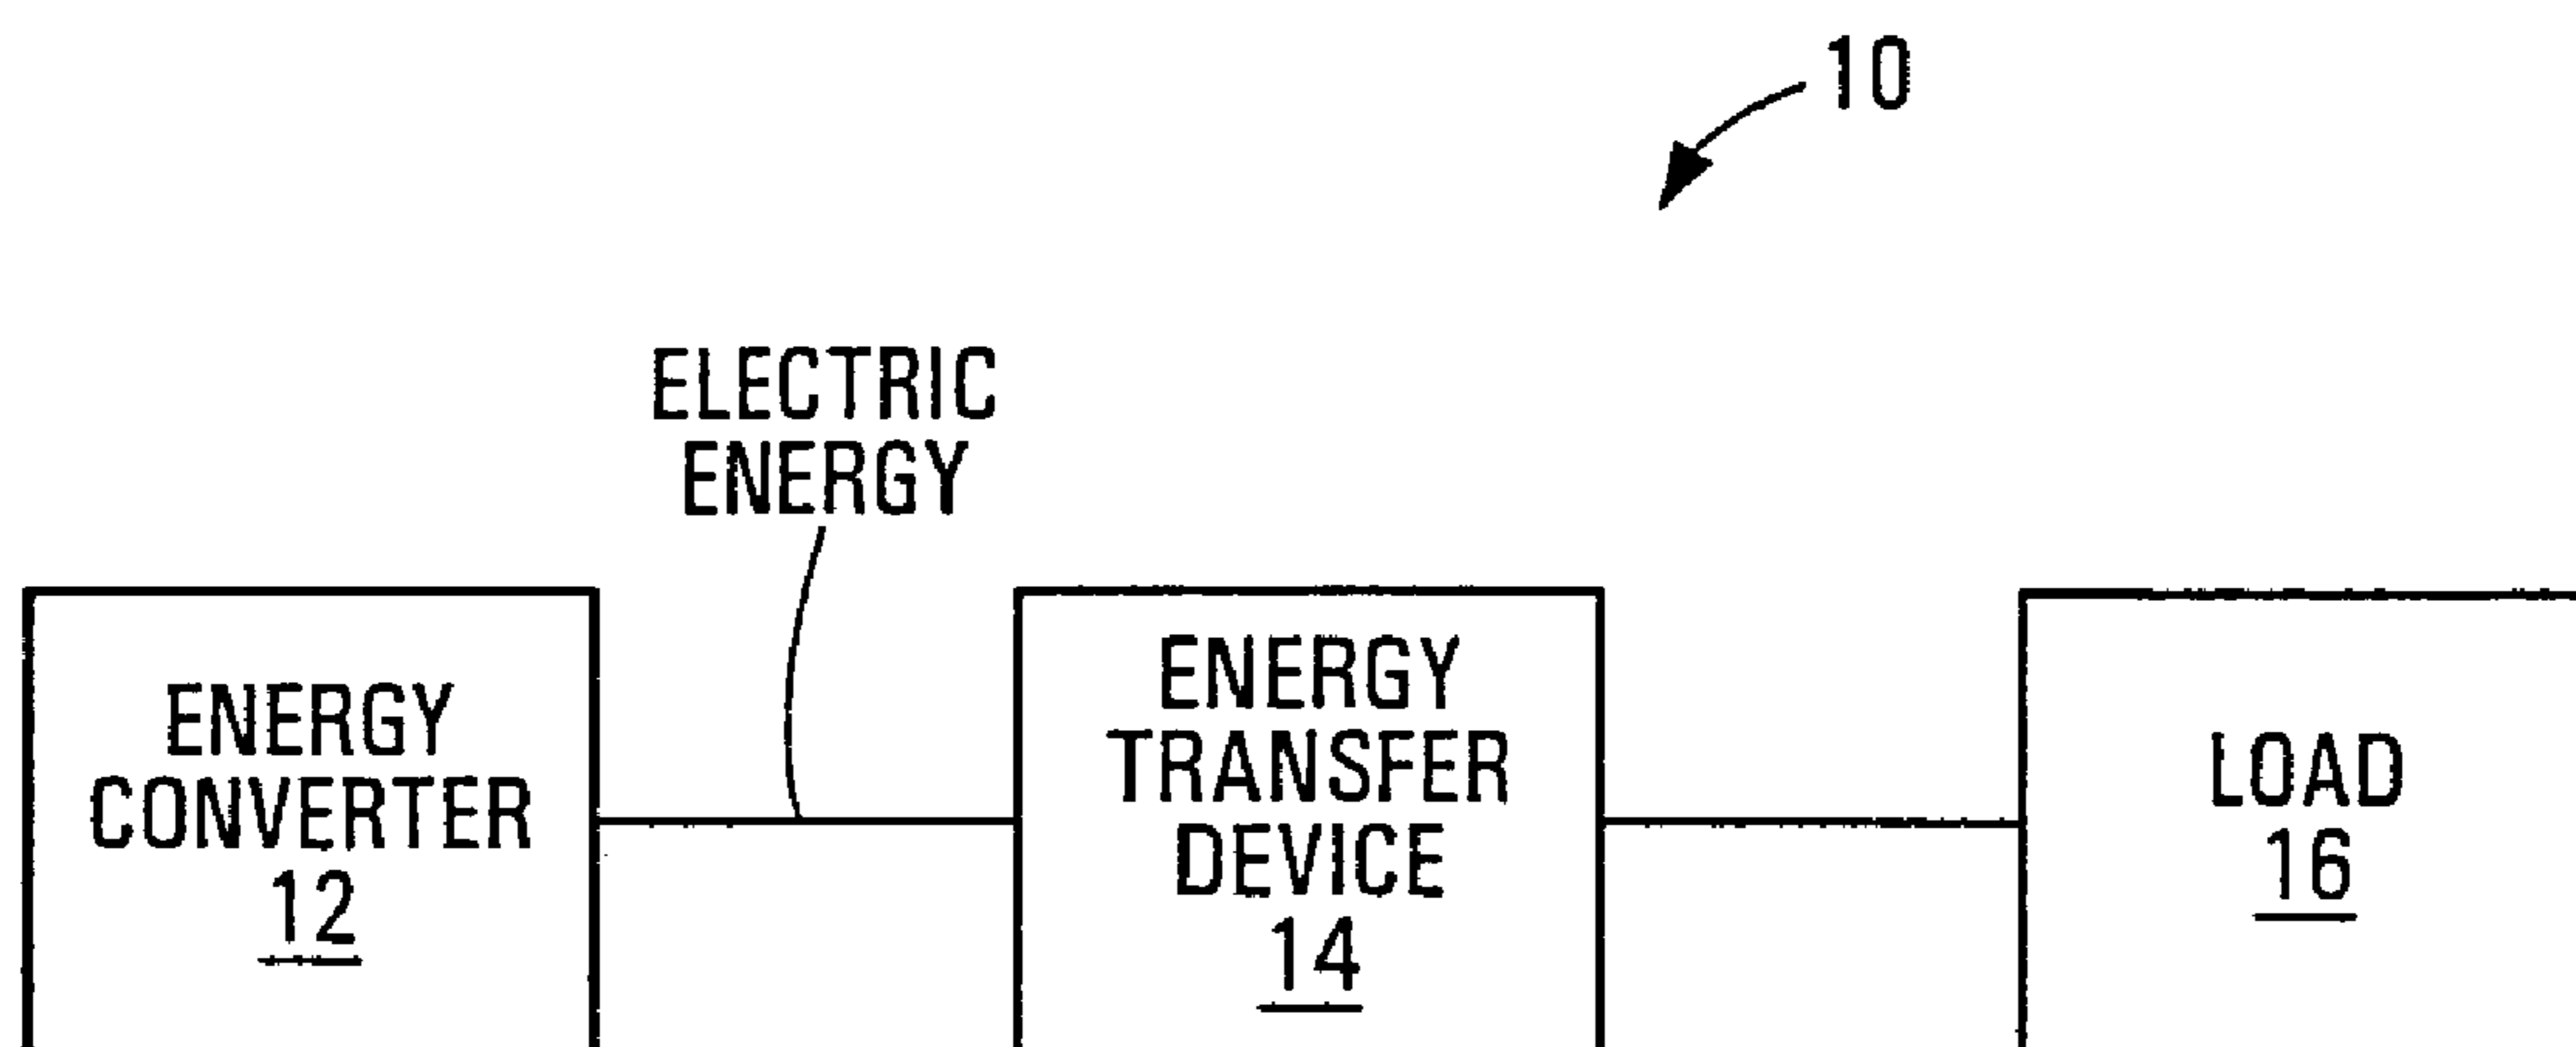 10
ELECTRIC
ENERGY
ENERGY
CONVERTER
12
ENERGY
TRANSFER
DEVICE
14
LOAD
16